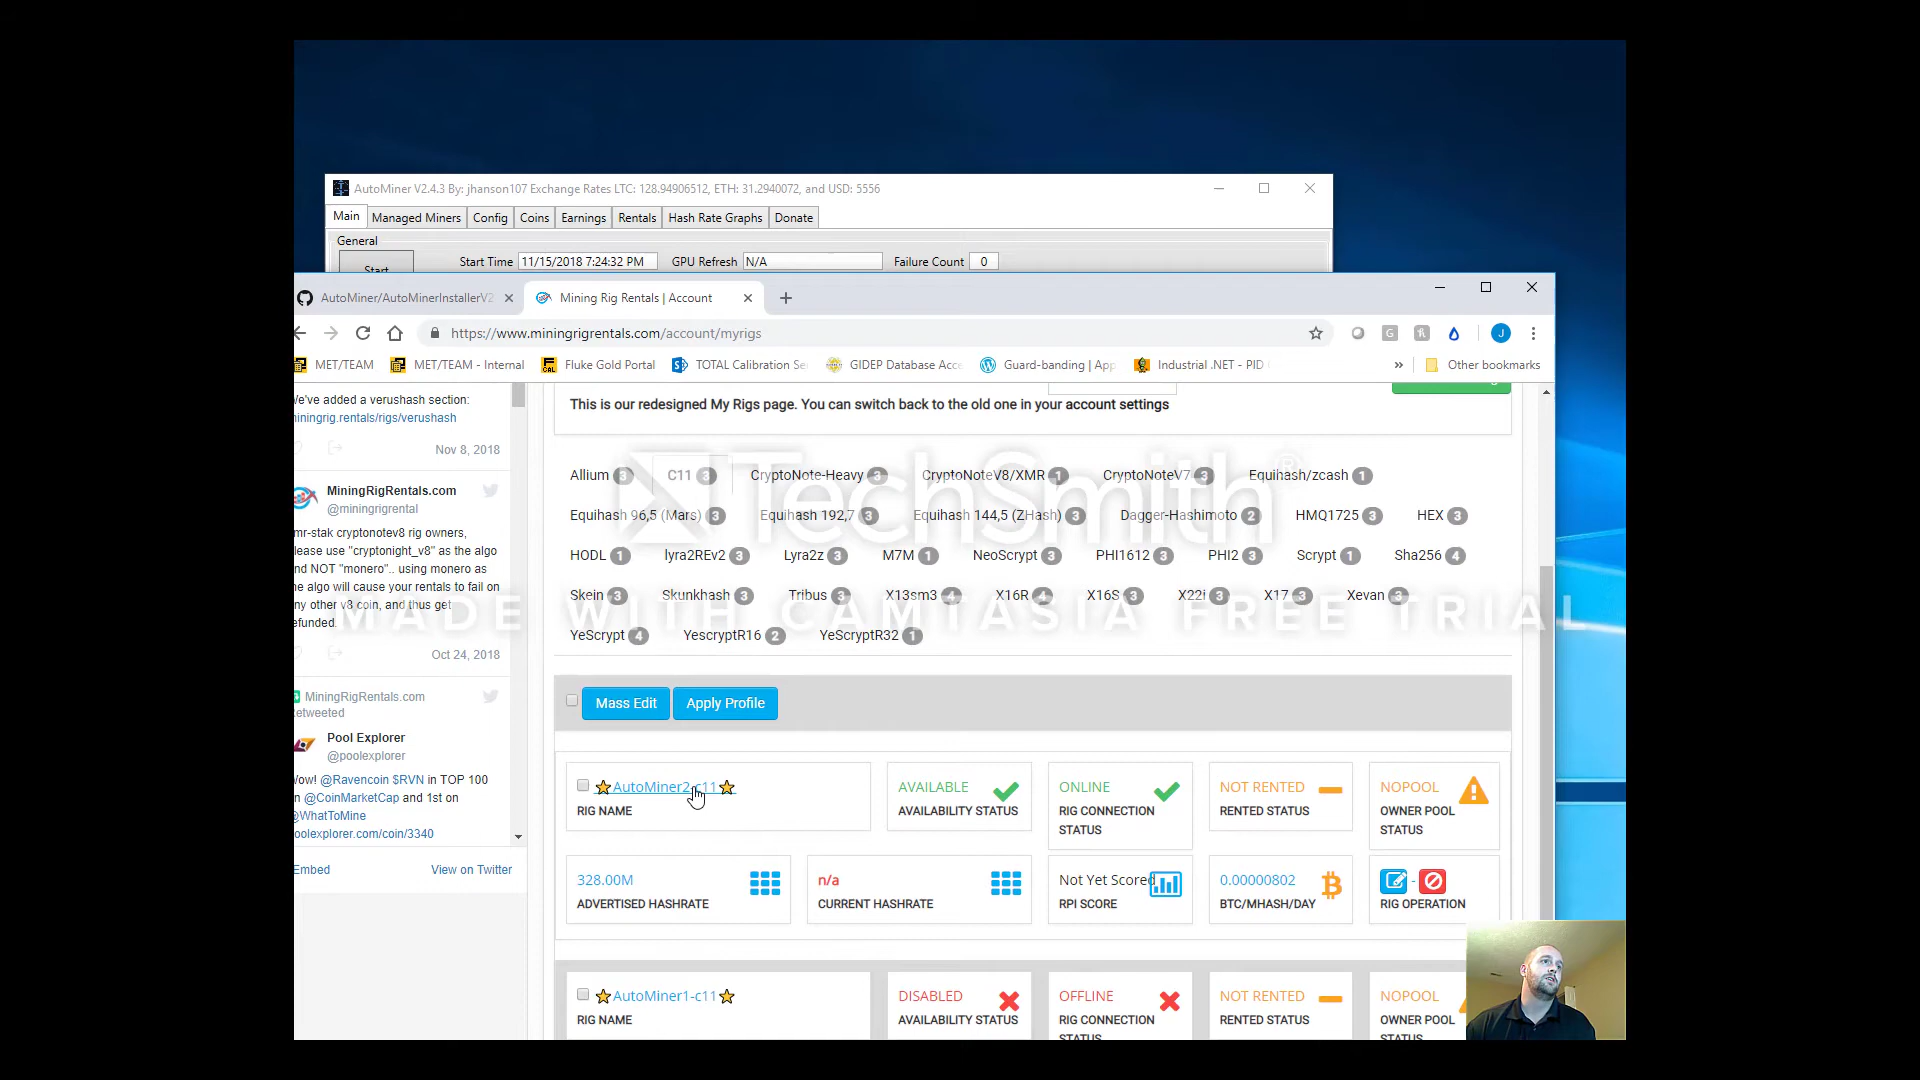 AutoMiner V2.4.3 By: jhanson107 Exchange Rates LTC: 128.94906512, ETH: 31.2940072, and USD: 5556
Main Managed Miners Config Coins Earnings Rentals Hash Rate Graphs Donate
General
Start Start Time 11/15/2018 7:24:32 PM GPU Refresh N/A Failure Count 0
AutoMiner/AutoMinerInstallerV2 Mining Rig Rentals | Account
https://www.miningrigrentals.com/account/myrigs J
MET/TEAM MET/TEAM - Internal Fluke Gold Portal TOTAL Calibration Se GIDEP Database Acce Guard-banding | App Industrial .NET - PID » Other bookmarks
e've added a verushash section:
miningrig.rentals/rigs/verushash
Nov 8, 2018
MiningRigRentals.com
@miningrigrental
mr-stak cryptonotev8 rig owners,
please use "cryptonight_v8" as the algo
and NOT "monero".. using monero as
he algo will cause your rentals to fail on
any other v8 coin, and thus get
refunded.
Oct 24, 2018
MiningRigRentals.com
Retweeted
Pool Explorer
@poolexplorer
Wow! @Ravencoin $RVN in TOP 100
on @CoinMarketCap and 1st on
@WhatToMine
poolexplorer.com/coin/3340
Embed View on Twitter
This is our redesigned My Rigs page. You can switch back to the old one in your account settings
Allium 3 C11 3 CryptoNote-Heavy 3 CryptoNoteV8/XMR 1 CryptoNoteV7 3 Equihash/zcash 1
Equihash 96,5 (Mars) 3 Equihash 192,7 3 Equihash 144,5 (ZHash) 3 Dagger-Hashimoto 2 HMQ1725 3 HEX 3
HODL 1 lyra2REv2 3 Lyra2z 3 M7M 1 NeoScrypt 3 PHI1612 3 PHI2 3 Scrypt 1 Sha256 4
Skein 3 Skunkhash 3 Tribus 3 X13sm3 4 X16R 4 X16S 3 X22i 3 X17 3 Xevan 3
YeScrypt 4 YescryptR16 2 YeScryptR32 1
TechSmith®
MADE WITH CAMTASIA FREE TRIAL
Mass Edit Apply Profile
AutoMiner2-c11 AVAILABLE ONLINE NOT RENTED NOPOOL
RIG NAME AVAILABILITY STATUS RIG CONNECTION RENTED STATUS OWNER POOL
STATUS STATUS
328.00M n/a Not Yet Scored 0.00000802 -
ADVERTISED HASHRATE CURRENT HASHRATE RPI SCORE BTC/MHASH/DAY RIG OPERATION
AutoMiner1-c11 DISABLED OFFLINE NOT RENTED NOPOOL
RIG NAME AVAILABILITY STATUS RIG CONNECTION RENTED STATUS OWNER POOL
STATUS STATUS